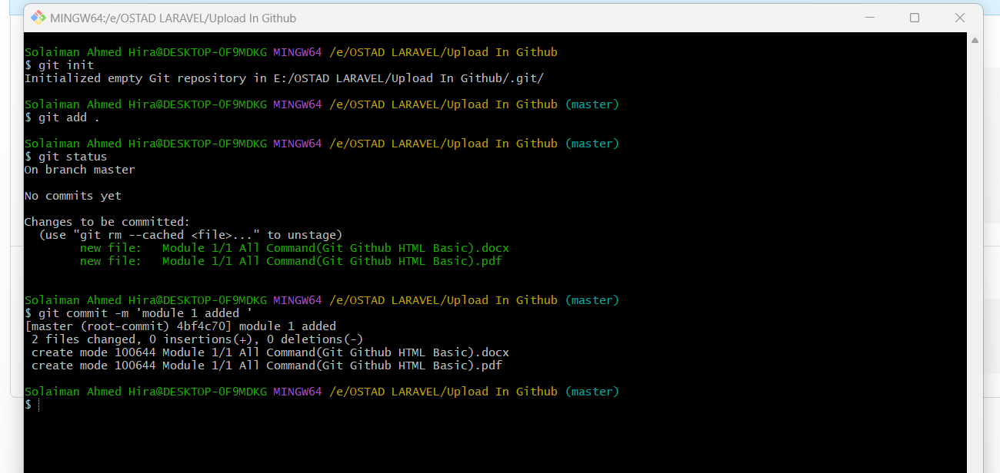 MINGW64:/e/OSTAD LARAVEL/Upload In Github
Solaiman Ahmed Hira@DESKTOP-OF9MDKG MINGW64 /e/OSTAD LARAVEL/Upload In Github
$ git init
Initialized empty Git repository in E:/OSTAD LARAVEL/Upload In Github/.git/
Solaiman Ahmed Hira@DESKTOP-OF9MDKG MINGW64 /e/OSTAD LARAVEL/Upload In Github (master)
$ git add .
Solaiman Ahmed Hira@DESKTOP-OF9MDKG MINGW64 /e/OSTAD LARAVEL/Upload In Github (master)
$ git status
On branch master
No commits yet
Changes to be committed:
  (use "git rm --cached <file>..." to unstage)
        new file:   Module 1/1 All Command(Git Github HTML Basic).docx
        new file:   Module 1/1 All Command(Git Github HTML Basic).pdf
Solaiman Ahmed Hira@DESKTOP-OF9MDKG MINGW64 /e/OSTAD LARAVEL/Upload In Github (master)
$ git commit -m 'module 1 added '
[master (root-commit) 4bf4c70] module 1 added
 2 files changed, 0 insertions(+), 0 deletions(-)
 create mode 100644 Module 1/1 All Command(Git Github HTML Basic).docx
 create mode 100644 Module 1/1 All Command(Git Github HTML Basic).pdf
Solaiman Ahmed Hira@DESKTOP-OF9MDKG MINGW64 /e/OSTAD LARAVEL/Upload In Github (master)
$